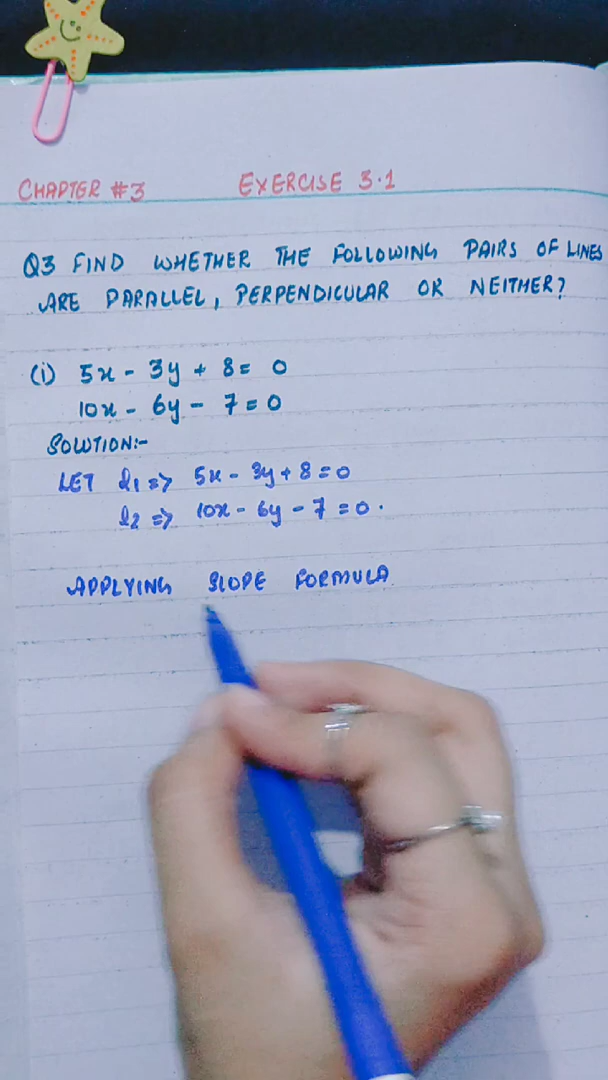 CHAPTER #3 EXERCISE 3.1
Q3 FIND WHETHER THE FOLLOWING PAIRS OF LINES
ARE PARALLEL, PERPENDICULAR OR NEITHER?
(i) 5x - 3y + 8 = 0
10x - 6y - 7 = 0
SOLUTION:-
LET l1 => 5x - 3y + 8 = 0
l2 => 10x - 6y - 7 = 0.
APPLYING SLOPE FORMULA